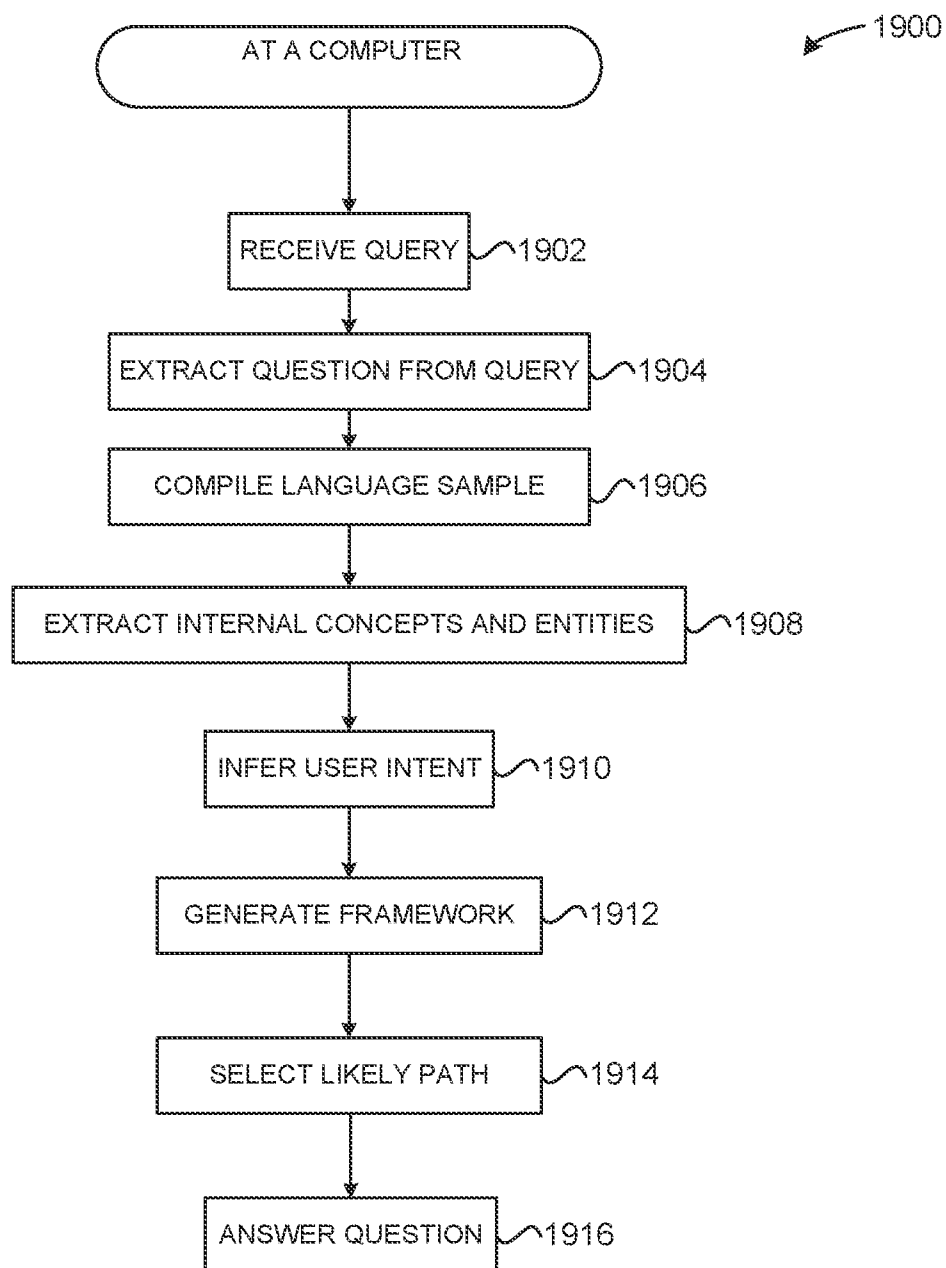 1900
AT A COMPUTER
RECEIVE QUERY
1902
EXTRACT QUESTION FROM QUERY
1904
COMPILE LANGUAGE SAMPLE
1906
EXTRACT INTERNAL CONCEPTS AND ENTITIES
1908
INFER USER INTENT
1910
GENERATE FRAMEWORK
1912
SELECT LIKELY PATH
1914
ANSWER QUESTION
1916